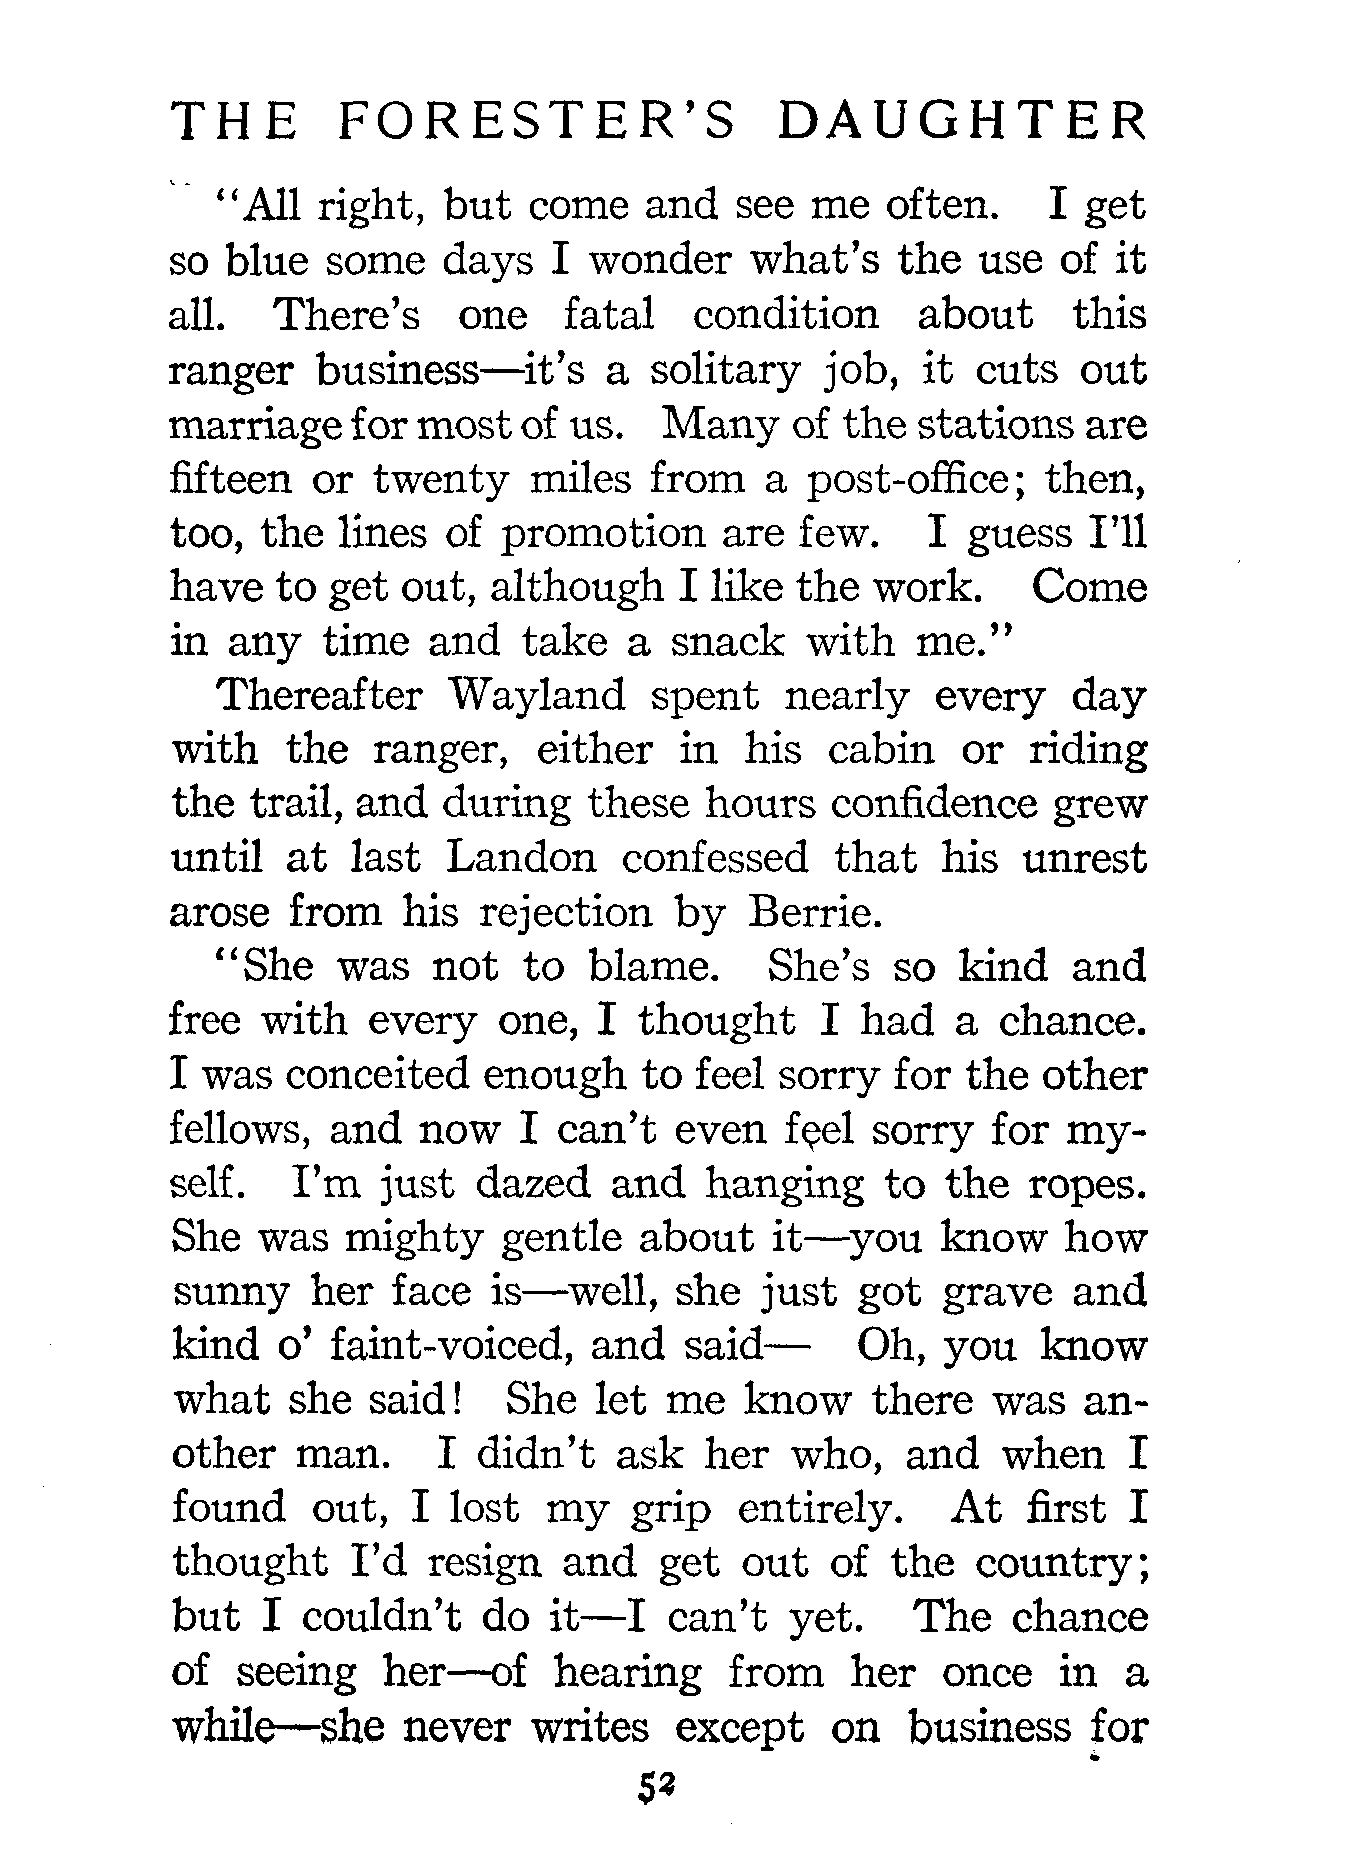 THE FORESTER'S DAUGHTER
"All right, but come and see me often. I get
so blue some days I wonder what's the use of it
all. There's one fatal condition about this
ranger business—it's a solitary job, it cuts out
marriage for most of us. Many of the stations are
fifteen or twenty miles from a post-office; then,
too, the lines of promotion are few. I guess I'll
have to get out, although I like the work. Come
in any time and take a snack with me."
Thereafter Wayland spent nearly every day
with the ranger, either in his cabin or riding
the trail, and during these hours confidence grew
until at last Landon confessed that his unrest
arose from his rejection by Berrie.
"She was not to blame. She's so kind and
free with every one, I thought I had a chance.
I was conceited enough to feel sorry for the other
fellows, and now I can't even feel sorry for my-
self. I'm just dazed and hanging to the ropes.
She was mighty gentle about it—you know how
sunny her face is—well, she just got grave and
kind o' faint-voiced, and said— Oh, you know
what she said! She let me know there was an-
other man. I didn't ask her who, and when I
found out, I lost my grip entirely. At first I
thought I'd resign and get out of the country;
but I couldn't do it—I can't yet. The chance
of seeing her—of hearing from her once in a
while—she never writes except on business for
52